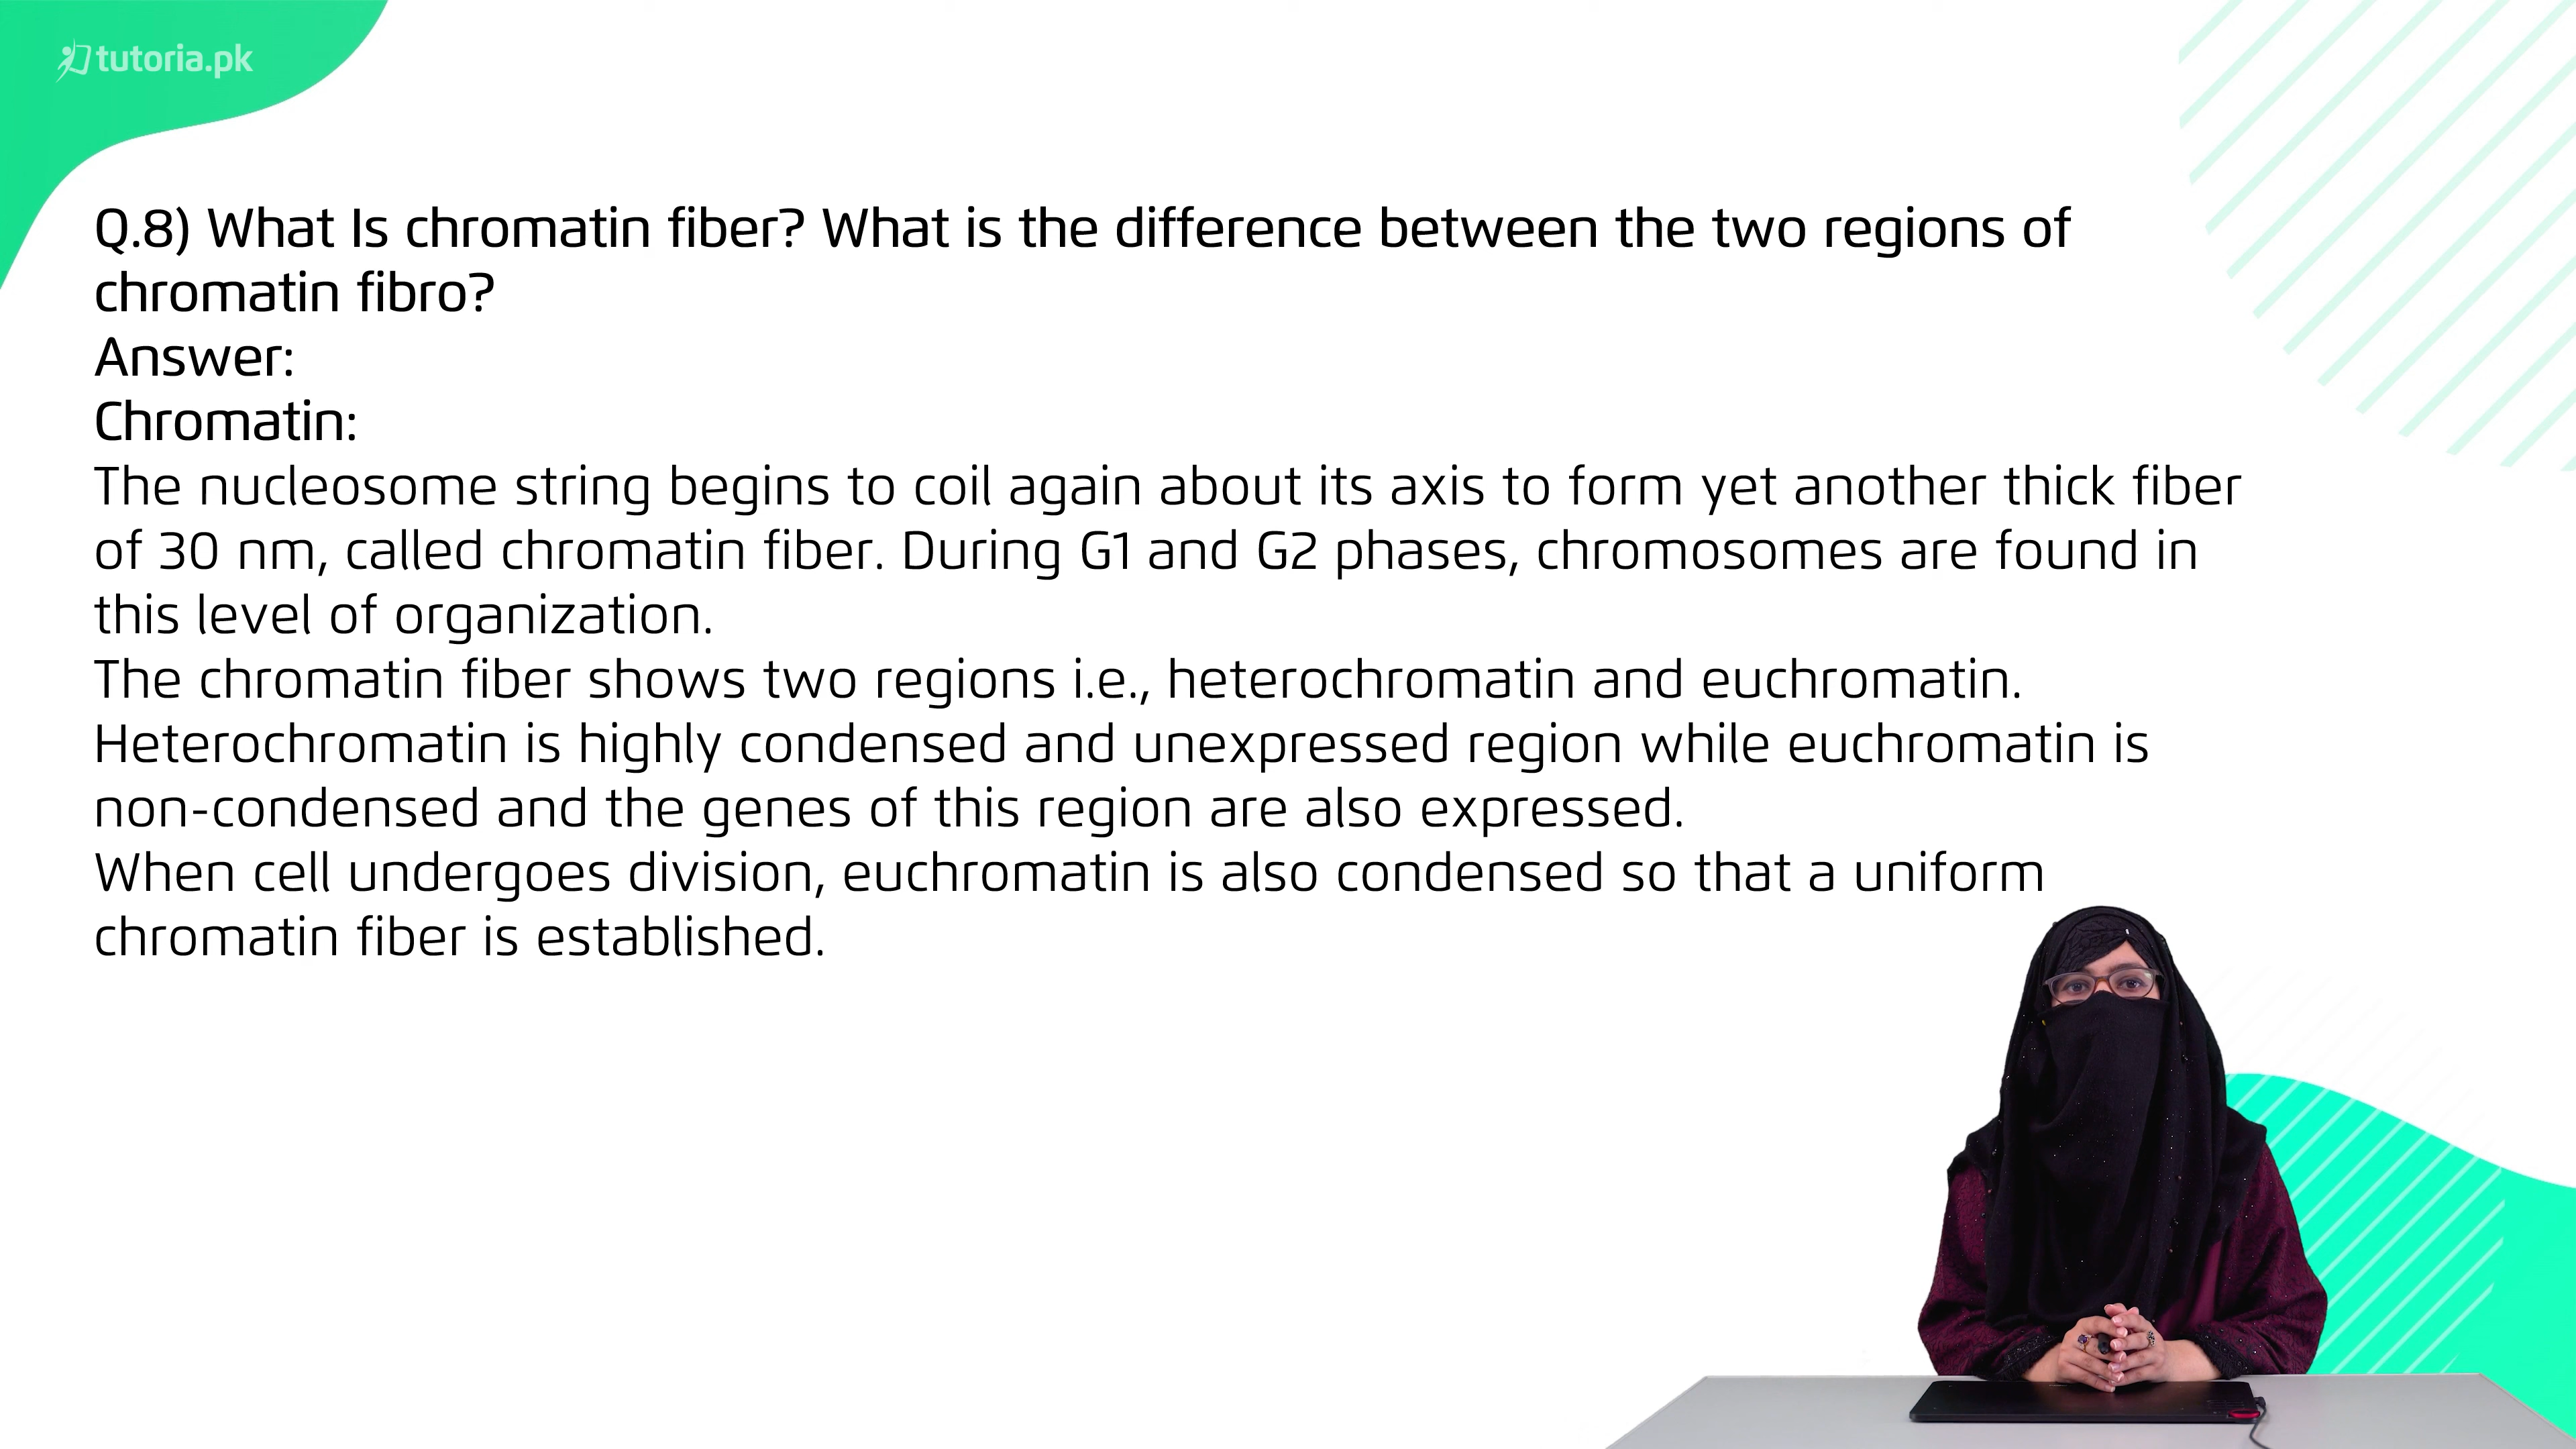 tutoria.pk
Q.8) What Is chromatin fiber? What is the difference between the two regions of
chromatin fibro?
Answer:
Chromatin:
The nucleosome string begins to coil again about its axis to form yet another thick fiber
of 30 nm, called chromatin fiber. During G1 and G2 phases, chromosomes are found in
this level of organization.
The chromatin fiber shows two regions i.e., heterochromatin and euchromatin.
Heterochromatin is highly condensed and unexpressed region while euchromatin is
non-condensed and the genes of this region are also expressed.
When cell undergoes division, euchromatin is also condensed so that a uniform
chromatin fiber is established.